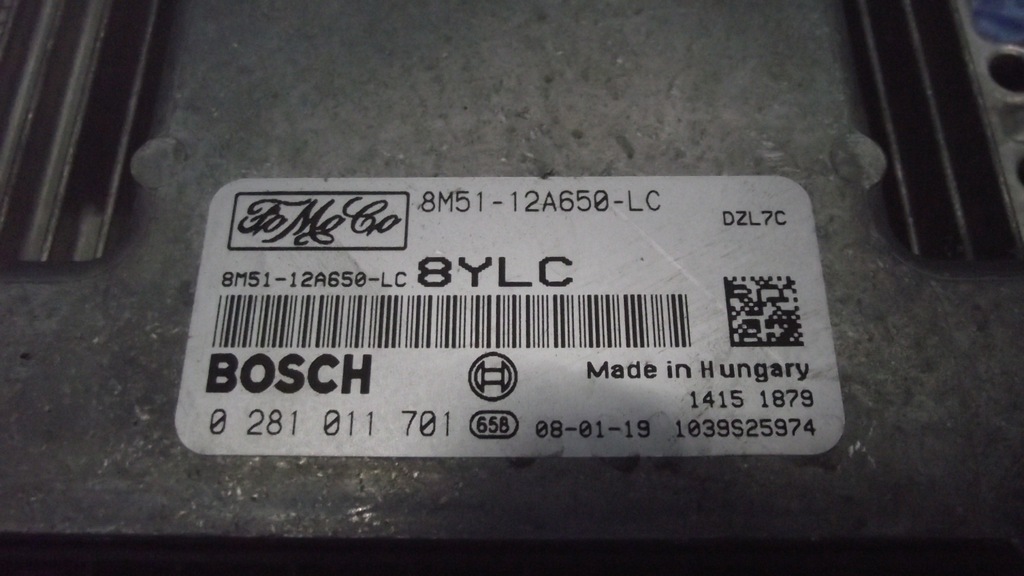 FoMoCo 8M51-12A650-LC DZL7C
8M51-12A650-LC 8YLC
BOSCH Made in Hungary
1415 1879
0 281 011 701 658 08-01-19 1039S25974